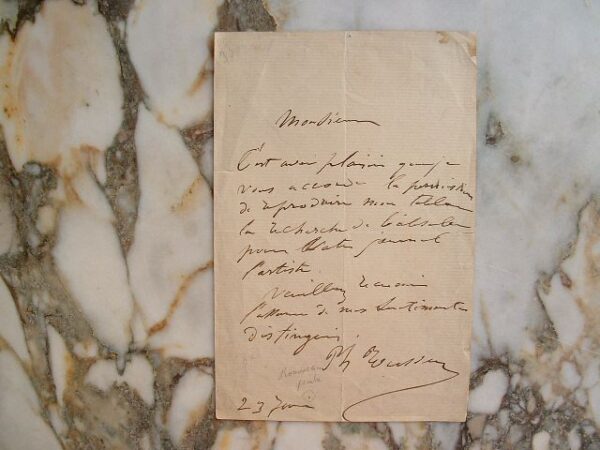 Monsieur
C'est avec plaisir que je
vous accorde la permission
de reproduire mon tableau
la recherche de l'absolu
pour votre journal
l'artiste.
Veuillez recevoir
l'assurance de mes sentiments
distingués.
23 Juin